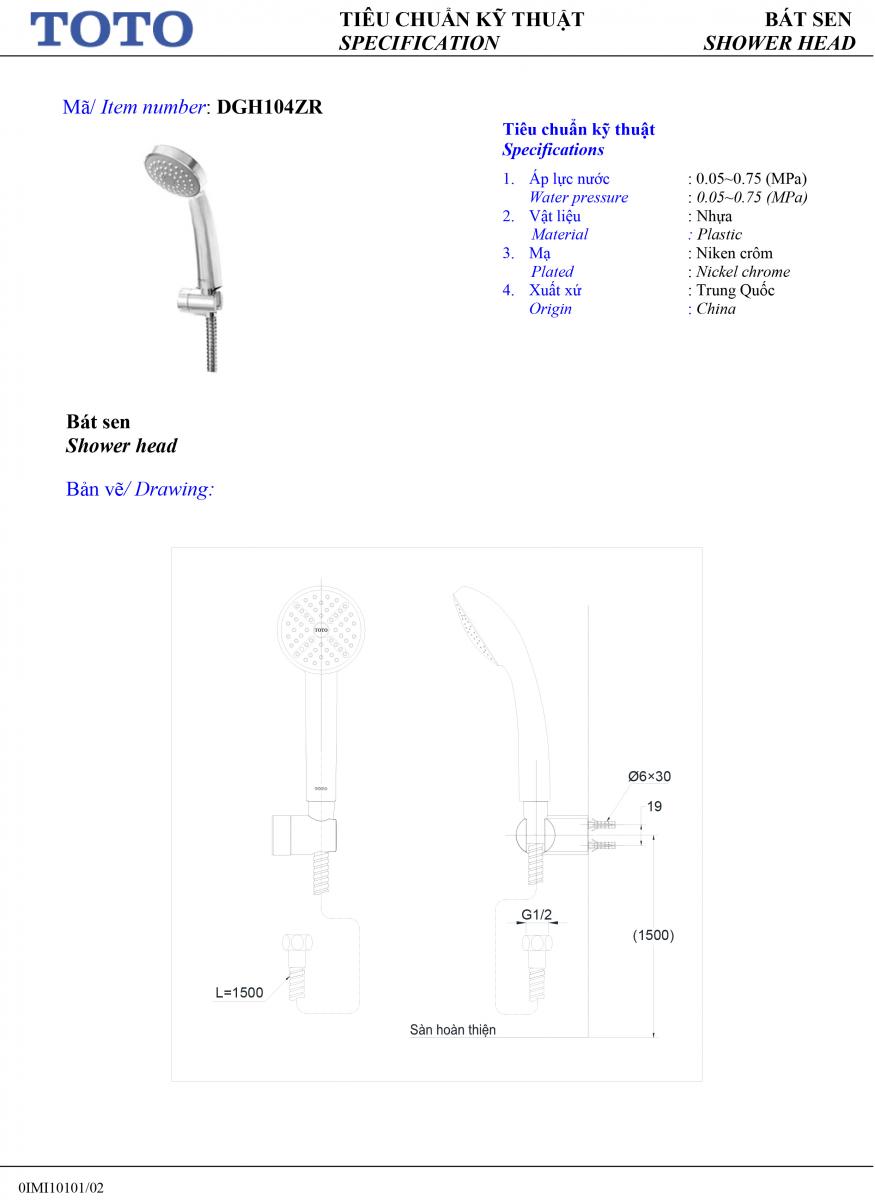 TOTO
TIÊU CHUẨN KỸ THUẬT
SPECIFICATION
BÁT SEN
SHOWER HEAD
Mã/ Item number: DGH104ZR
Tiêu chuẩn kỹ thuật
Specifications
1. Áp lực nước : 0.05~0.75 (MPa)
Water pressure : 0.05~0.75 (MPa)
2. Vật liệu : Nhựa
Material : Plastic
3. Mạ : Niken crôm
Plated : Nickel chrome
4. Xuất xứ : Trung Quốc
Origin : China
Bát sen
Shower head
Bản vẽ/ Drawing:
TOTO
TOTO
Ø6×30
19
G1/2
(1500)
L=1500
Sàn hoàn thiện
0IMI10101/02